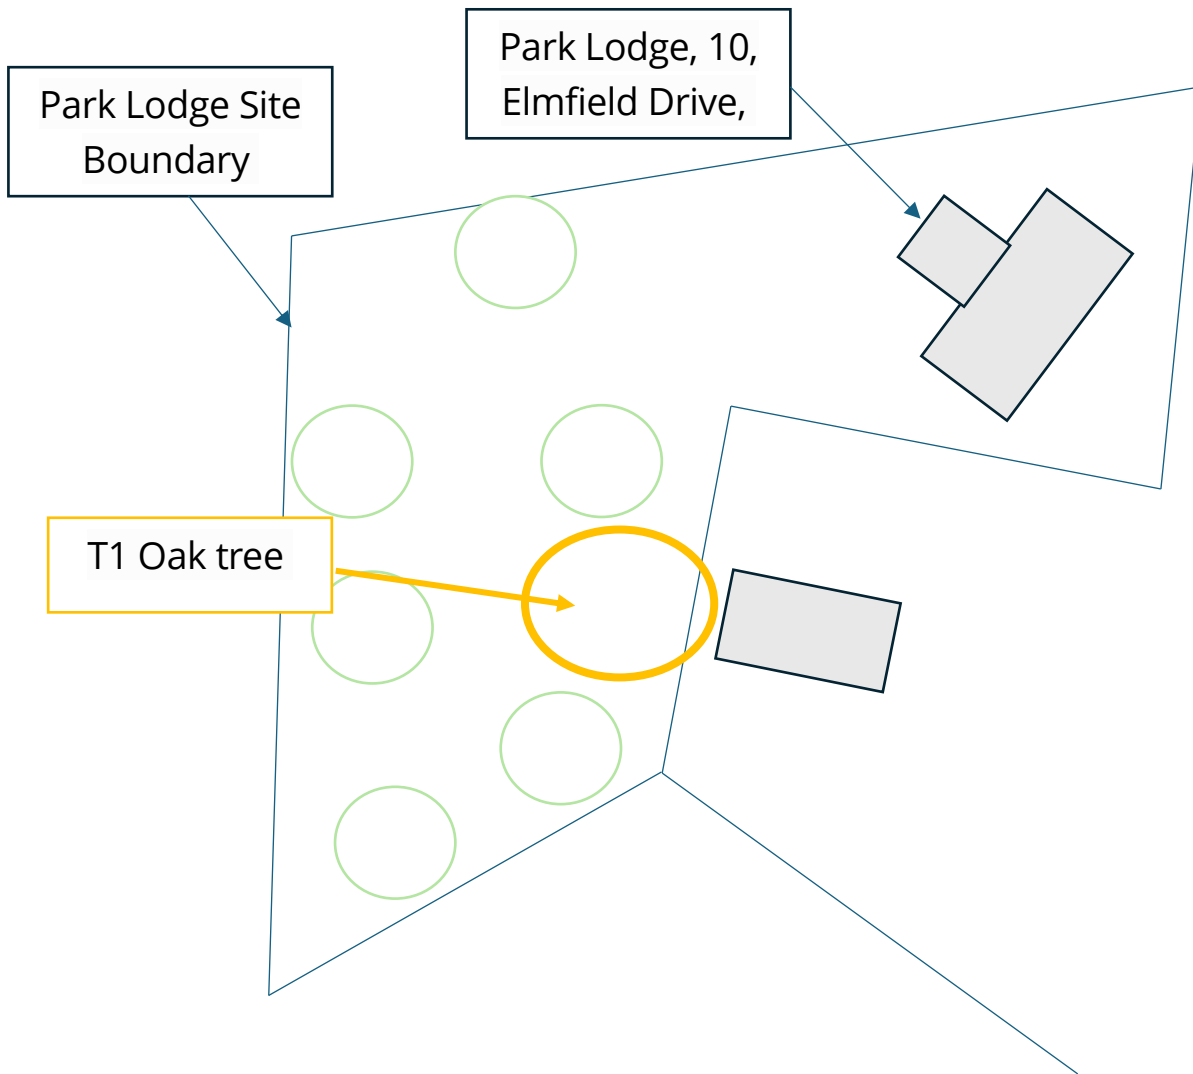 Park Lodge, 10,
Elmfield Drive,
Park Lodge Site
Boundary
T1 Oak tree